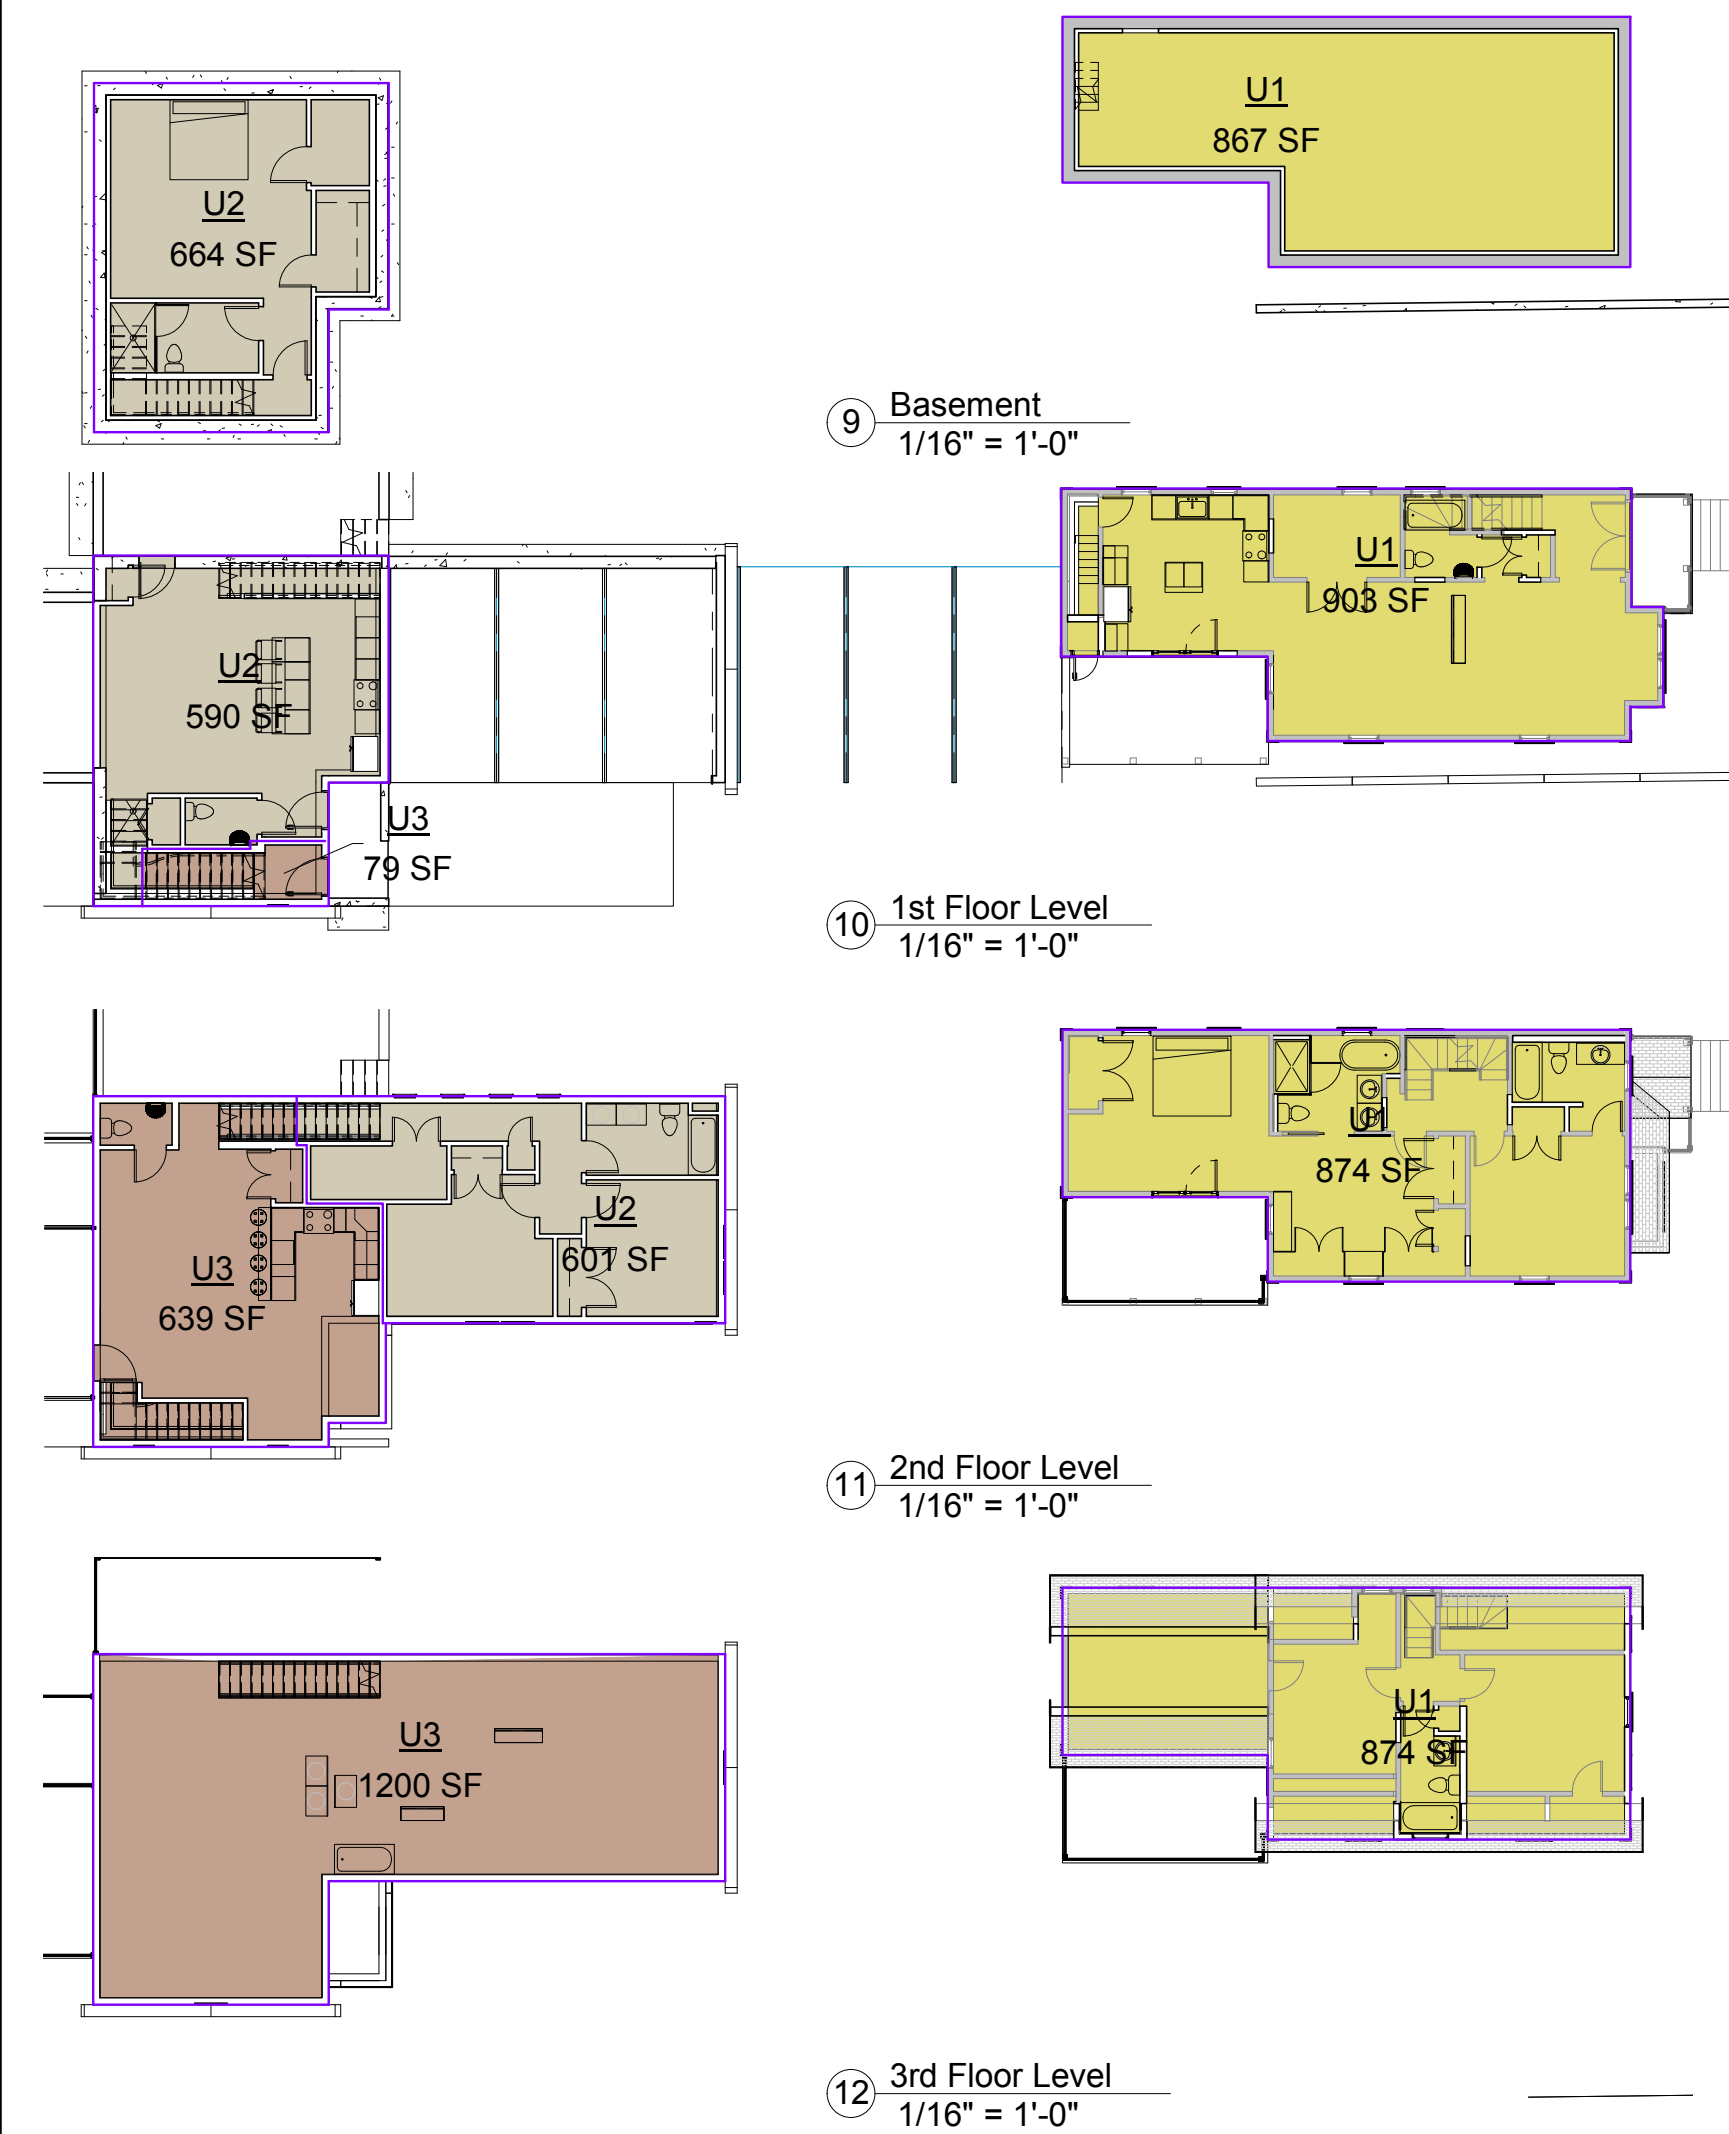 U1
867 SF
U2
664 SF
9
Basement
1/16" = 1'-0"
U1
903 SF
U2
590 SF
U3
79 SF
10
1st Floor Level
1/16" = 1'-0"
U1
874 SF
U2
601 SF
U3
639 SF
11
2nd Floor Level
1/16" = 1'-0"
U1
874 SF
U3
1200 SF
12
3rd Floor Level
1/16" = 1'-0"